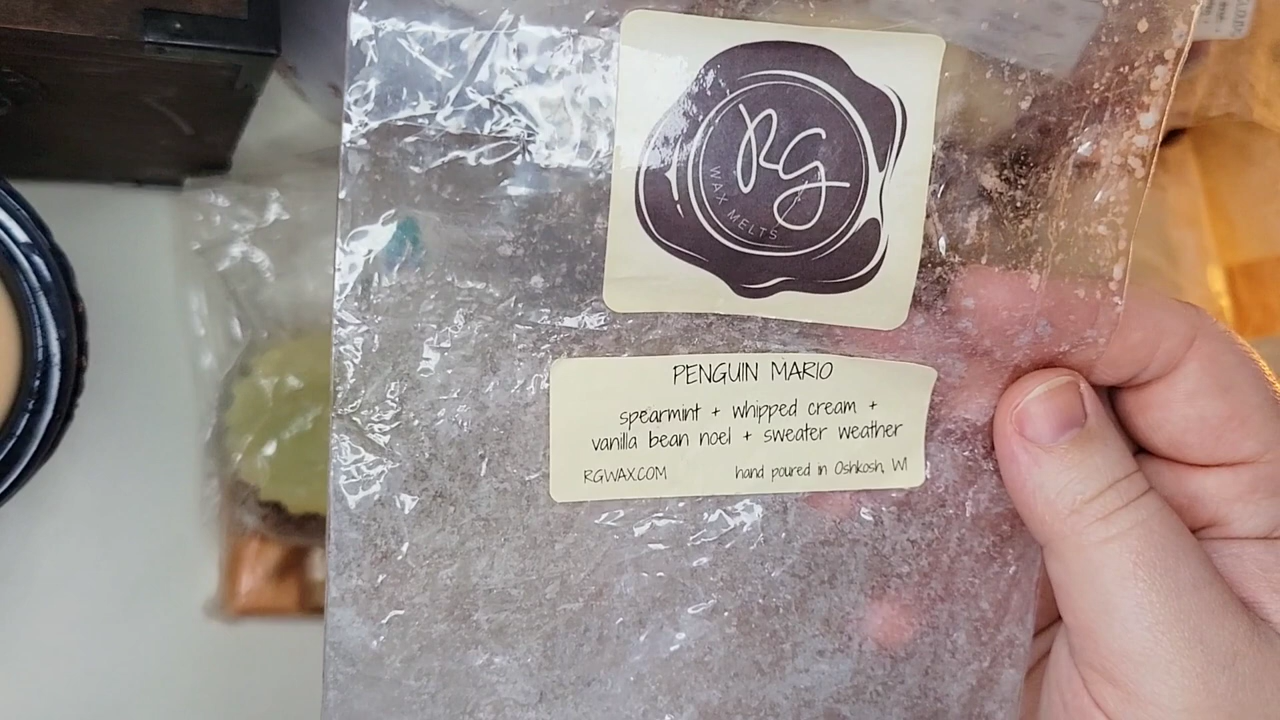 RG
WAX MELTS
PENGUIN MARIO
spearmint + whipped cream +
vanilla bean noel + sweater weather
RGWAX.COM hand poured in Oshkosh, WI